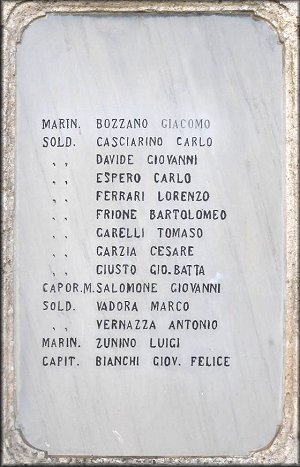 MARIN. BOZZANO GIACOMO
SOLD. CASCIARINO CARLO
,, DAVIDE GIOVANNI
,, ESPERO CARLO
,, FERRARI LORENZO
,, FRIONE BARTOLOMEO
,, GARELLI TOMASO
,, GARZIA CESARE
,, GIUSTO GIO.BATTA
CAPOR.M.SALOMONE GIOVANNI
SOLD. VADORA MARCO
,, VERNAZZA ANTONIO
MARIN. ZUNINO LUIGI
CAPIT. BIANCHI GIOV. FELICE